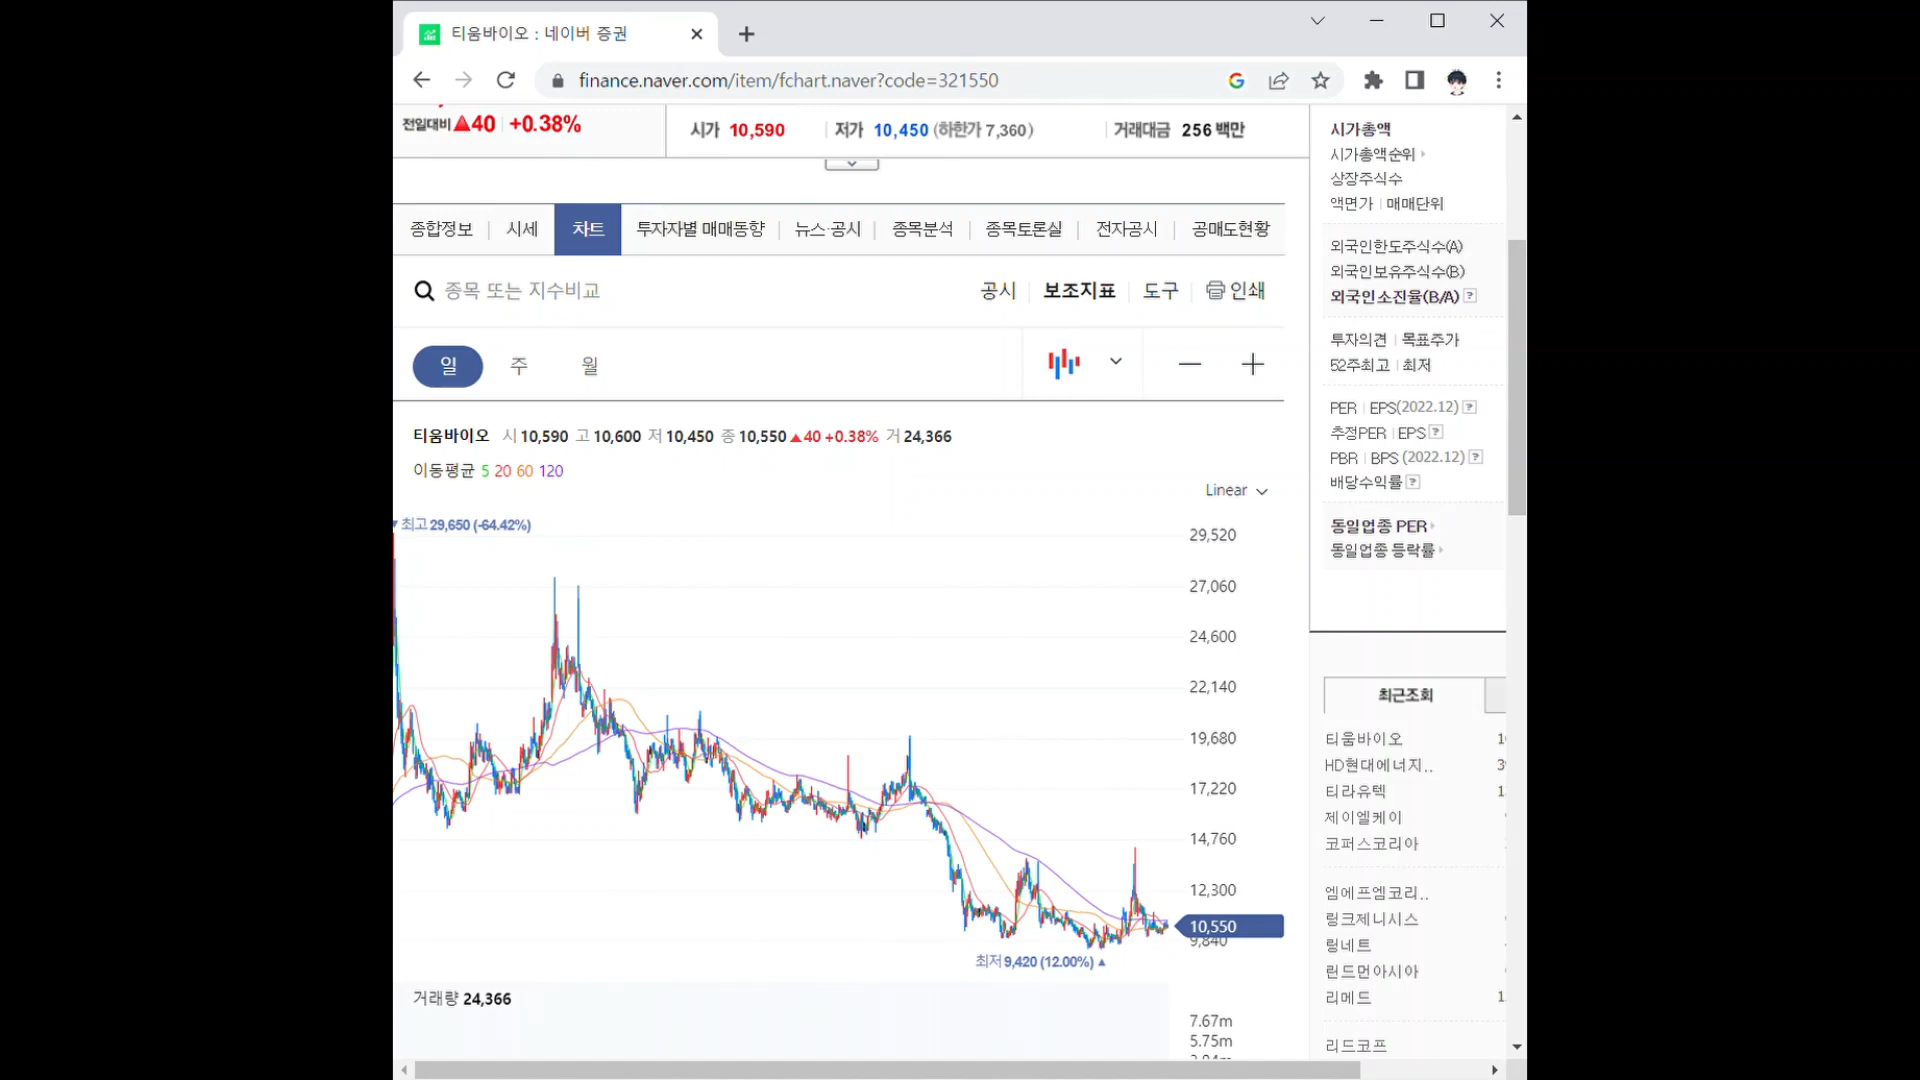 티움바이오 : 네이버 증권
finance.naver.com/item/fchart.naver?code=321550
전일대비 ▲40 +0.38%
시가 10,590 저가 10,450 (하한가 7,360) 거래대금 256 백만
종합정보 시세 차트 투자자별 매매동향 뉴스·공시 종목분석 종목토론실 전자공시 공매도현황
종목 또는 지수비교 공시 보조지표 도구 인쇄
일 주 월
티움바이오 시 10,590 고 10,600 저 10,450 종 10,550 ▲40 +0.38% 거 24,366
이동평균 5 20 60 120
Linear
최고 29,650 (-64.42%)
29,520
27,060
24,600
22,140
19,680
17,220
14,760
12,300
10,550
9,840
최저 9,420 (12.00%) ▲
거래량 24,366
7.67m
5.75m
시가총액
시가총액순위
상장주식수
액면가 매매단위
외국인한도주식수(A)
외국인보유주식수(B)
외국인소진율(B/A) ?
투자의견 목표주가
52주최고 최저
PER EPS(2022.12) ?
추정PER EPS ?
PBR BPS (2022.12) ?
배당수익률 ?
동일업종 PER
동일업종 등락률
최근조회
티움바이오
HD현대에너지..
티라유텍
제이엘케이
코퍼스코리아
엠에프엠코리..
링크제니시스
링네트
린드먼아시아
리메드
리드코프